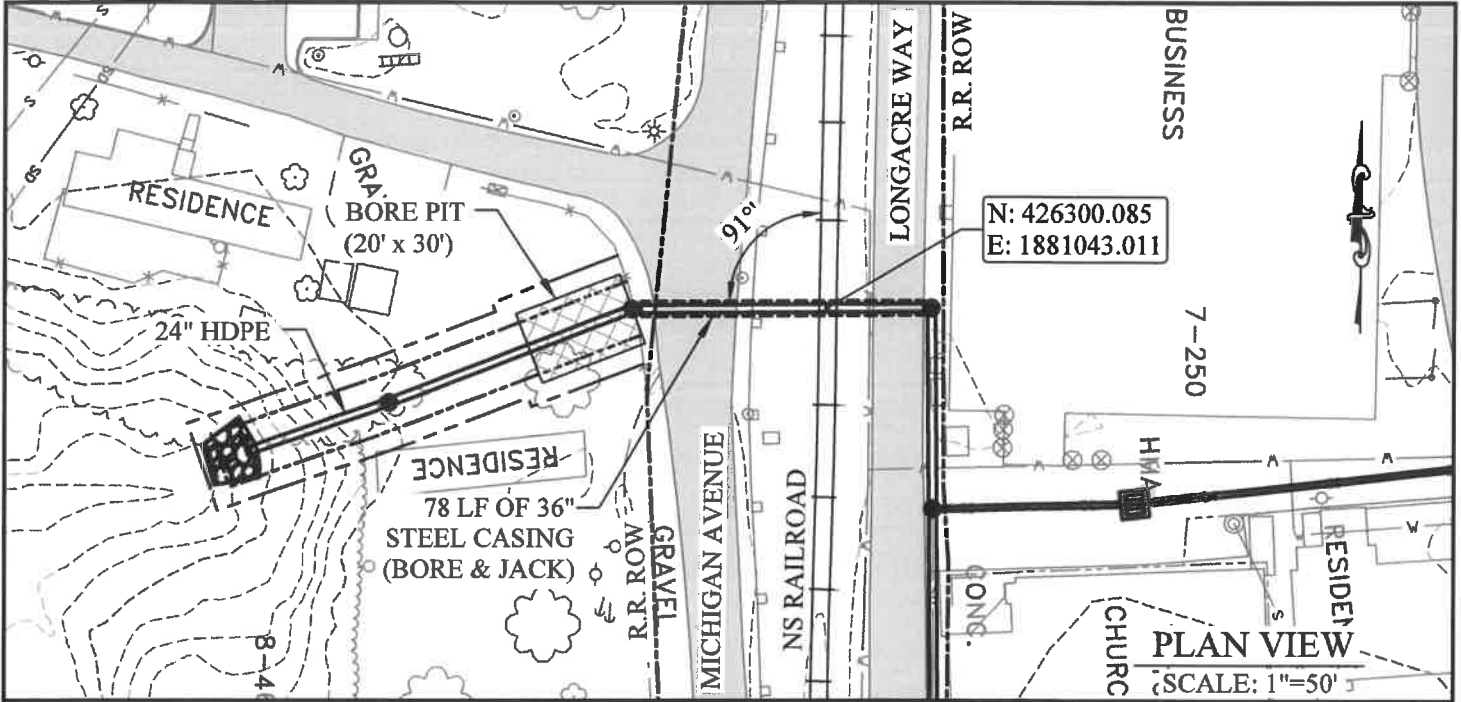 BUSINESS
R.R. ROW
LONGACRE WAY
RESIDENCE
BORE PIT
(20' x 30')
91°
N: 426300.085
E: 1881043.011
24" HDPE
7-250
RESIDENCE
HMA
78 LF OF 36"
STEEL CASING
(BORE & JACK)
R.R. ROW
GRAVEL
MICHIGAN AVENUE
NS RAILROAD
CONC.
W
S
S
S
PLAN VIEW
SCALE: 1"=50'